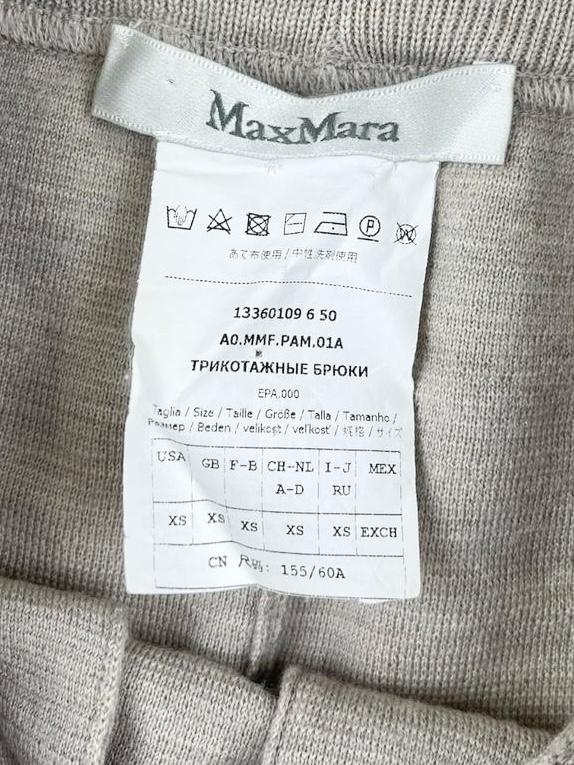 MaxMara
P
W
あて布使用 / 中性洗剤使用
13360109 6 50
A0.MMF.PAM.01A
ТРИКОТАЖНЫЕ БРЮКИ
EPA.000
Taglia / Size / Taille / Größe / Talla / Tamanho /
Размер / Beden / velikost / veľkosť / 规格 / サイズ
USA GB F-B CH-NL I-J MEX
A-D RU
XS XS XS XS XS EXCH
CN 尺码: 155/60A